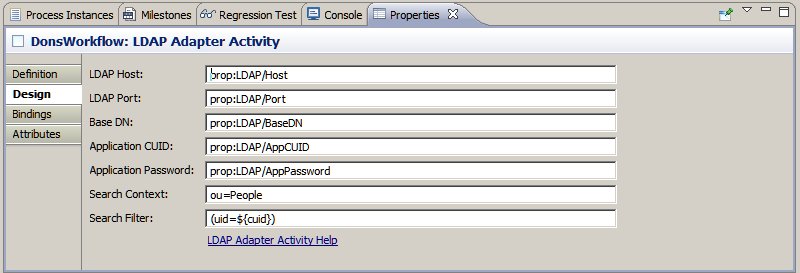 Process Instances Milestones Regression Test Console Properties
DonsWorkflow: LDAP Adapter Activity
Definition
Design
Bindings
Attributes
LDAP Host: prop:LDAP/Host
LDAP Port: prop:LDAP/Port
Base DN: prop:LDAP/BaseDN
Application CUID: prop:LDAP/AppCUID
Application Password: prop:LDAP/AppPassword
Search Context: ou=People
Search Filter: (uid=${cuid})
LDAP Adapter Activity Help